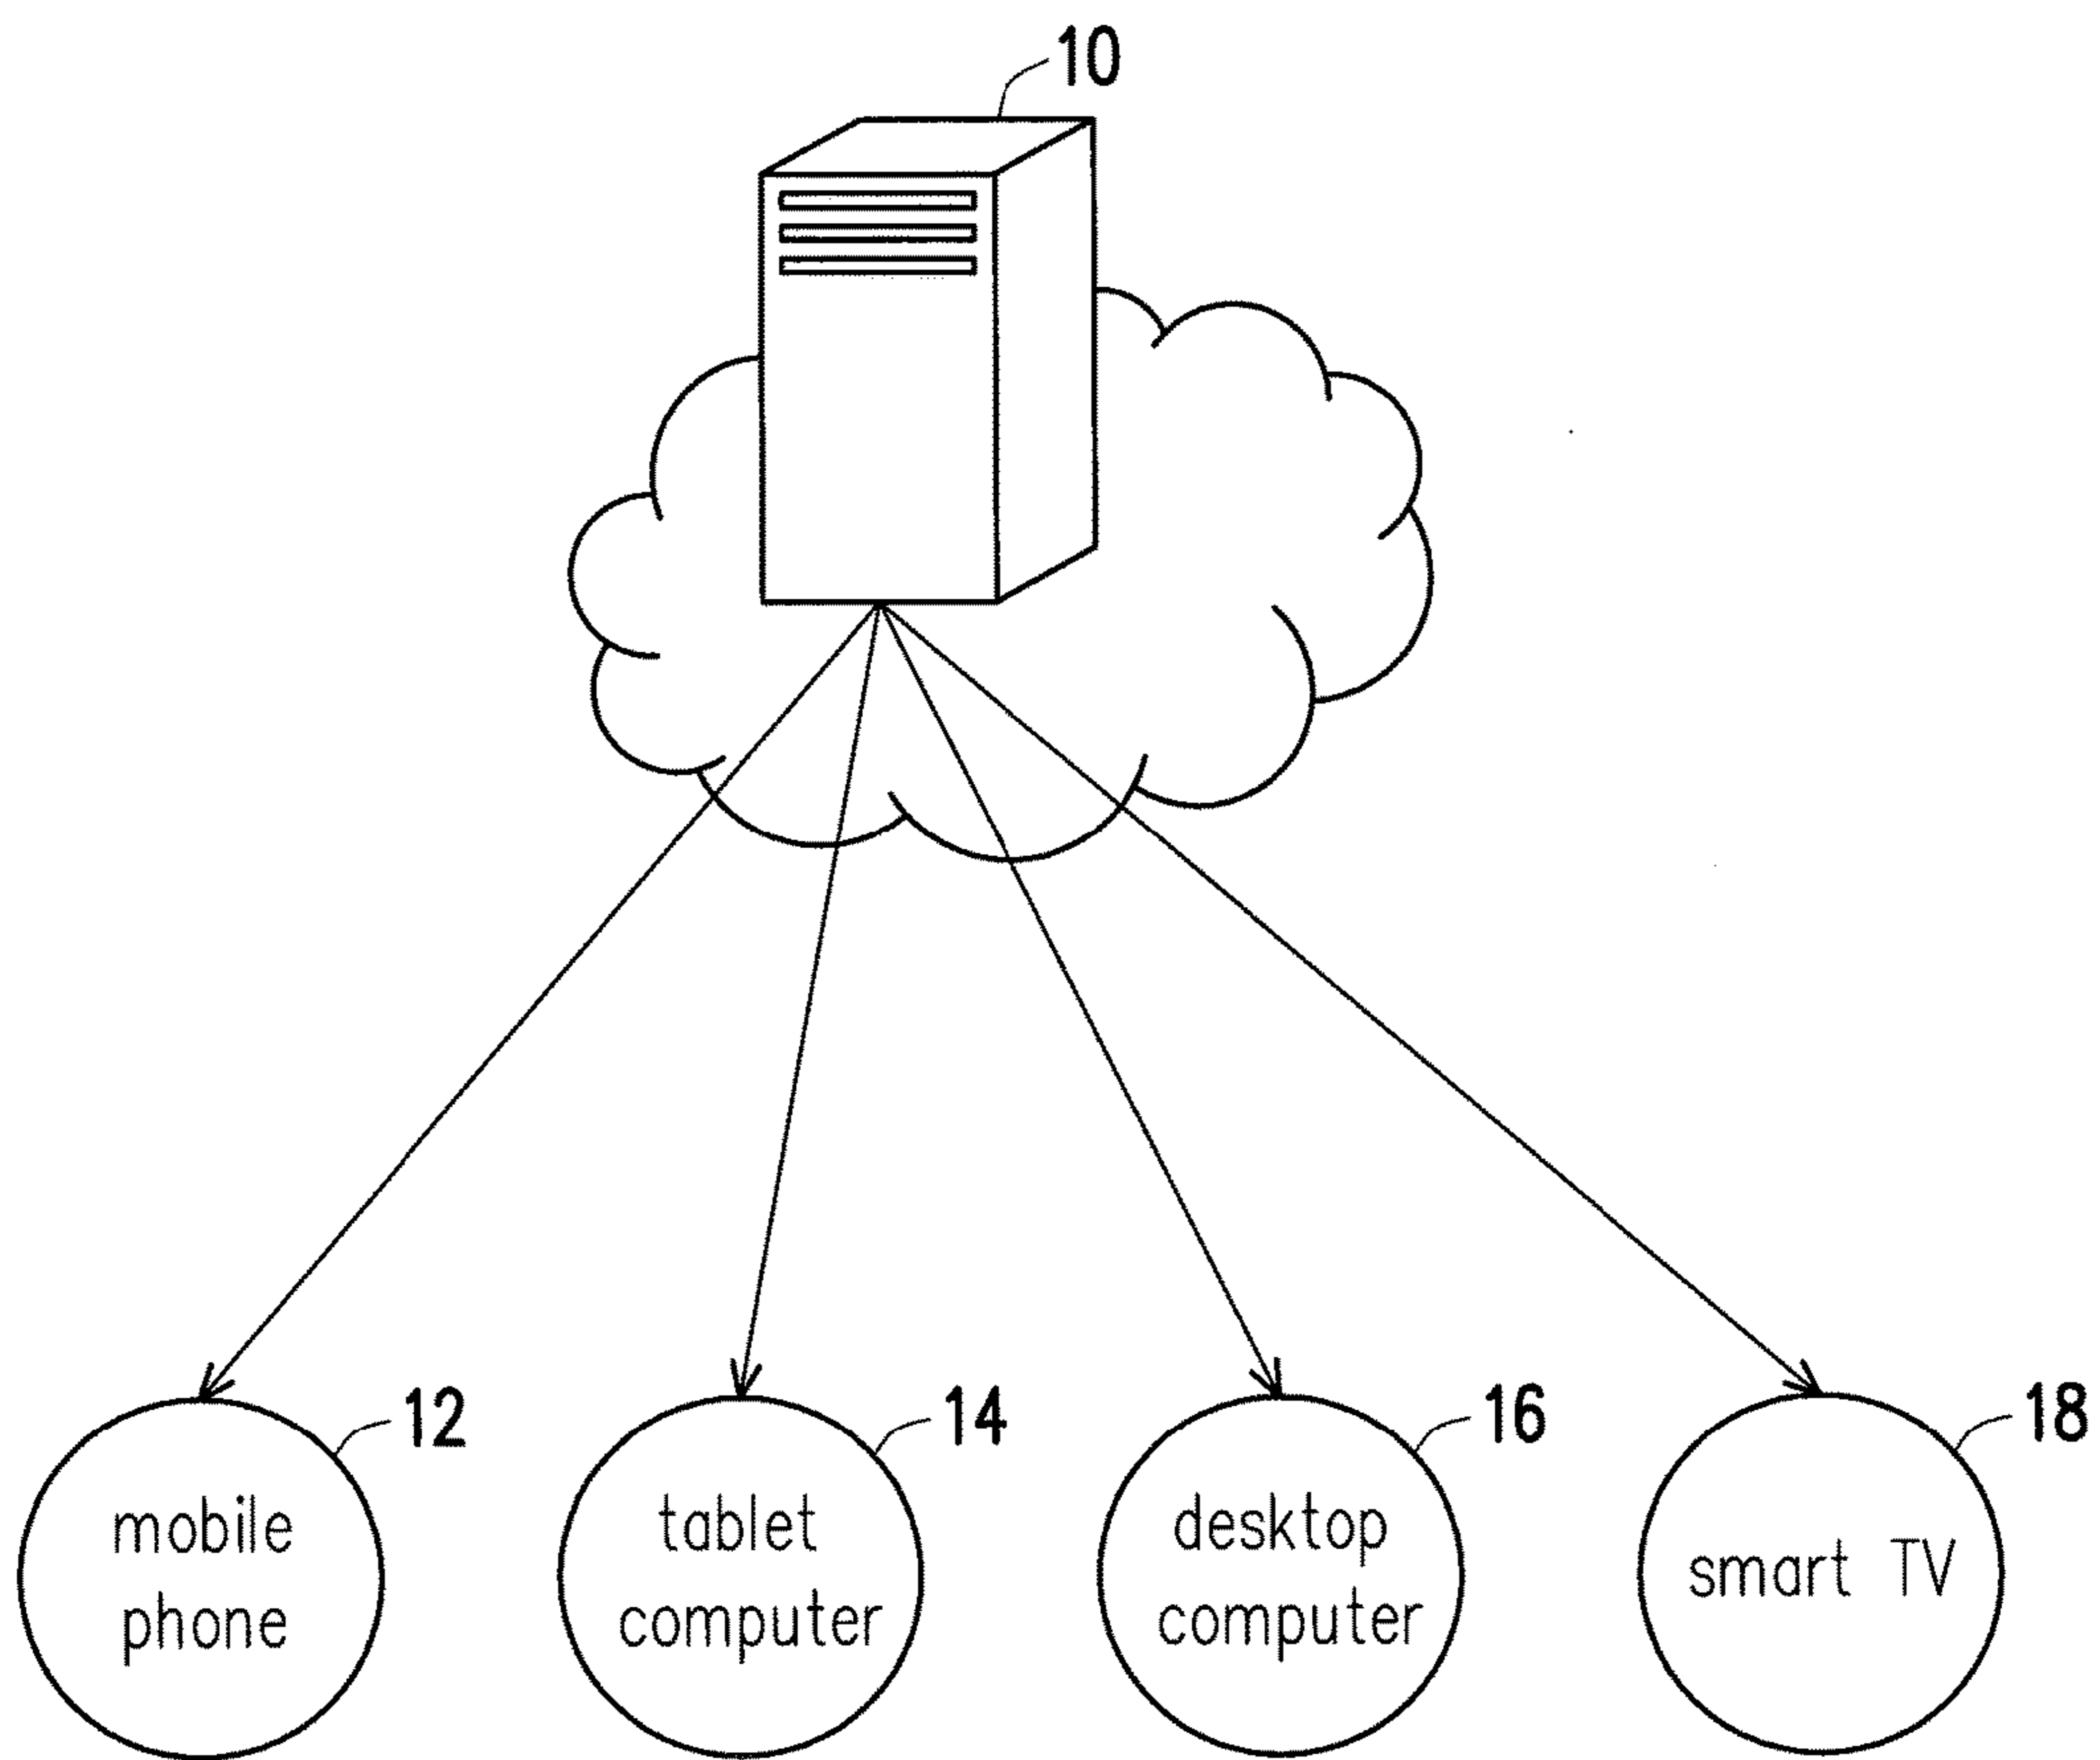 10
12
14
16
18
mobile
phone
tablet
computer
desktop
computer
smart TV